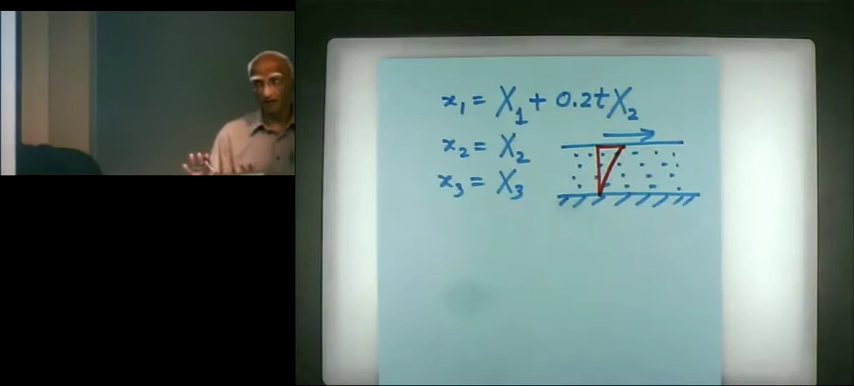 x₁ = X₁ + 0.2tX₂
x₂ = X₂
x₃ = X₃